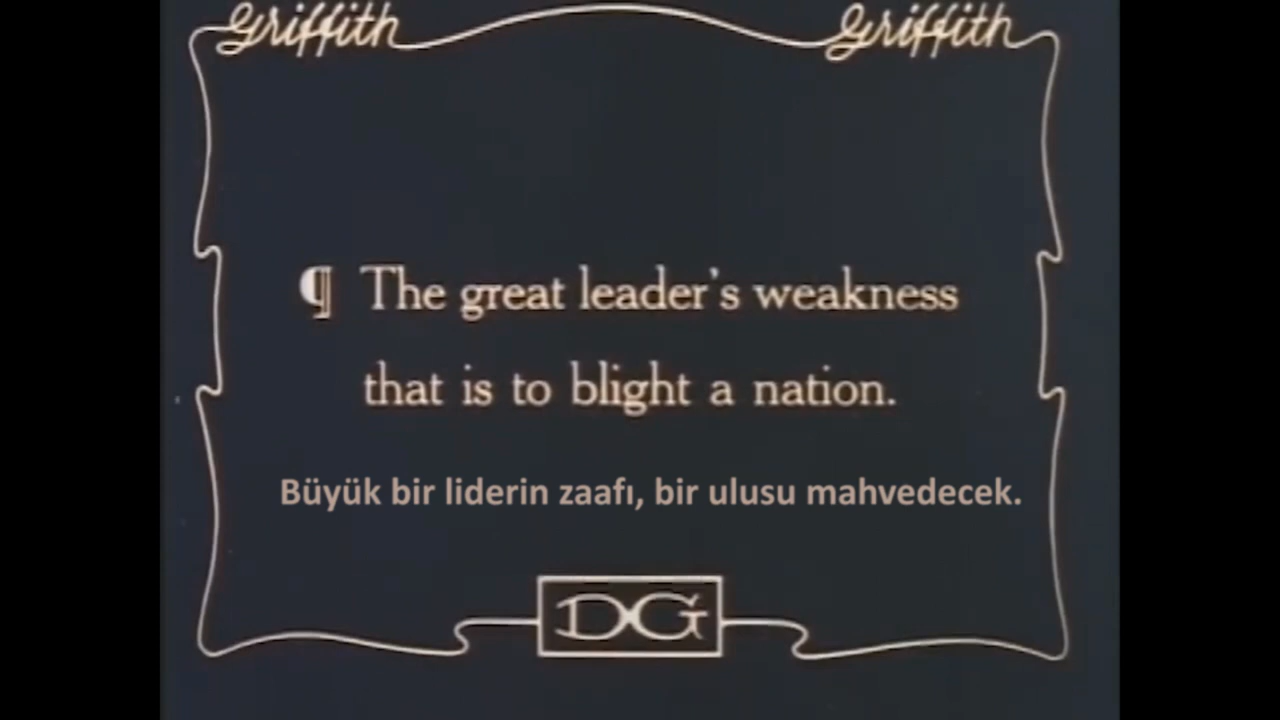 Griffith Griffith
¶ The great leader's weakness
that is to blight a nation.
Büyük bir liderin zaafı, bir ulusu mahvedecek.
DG